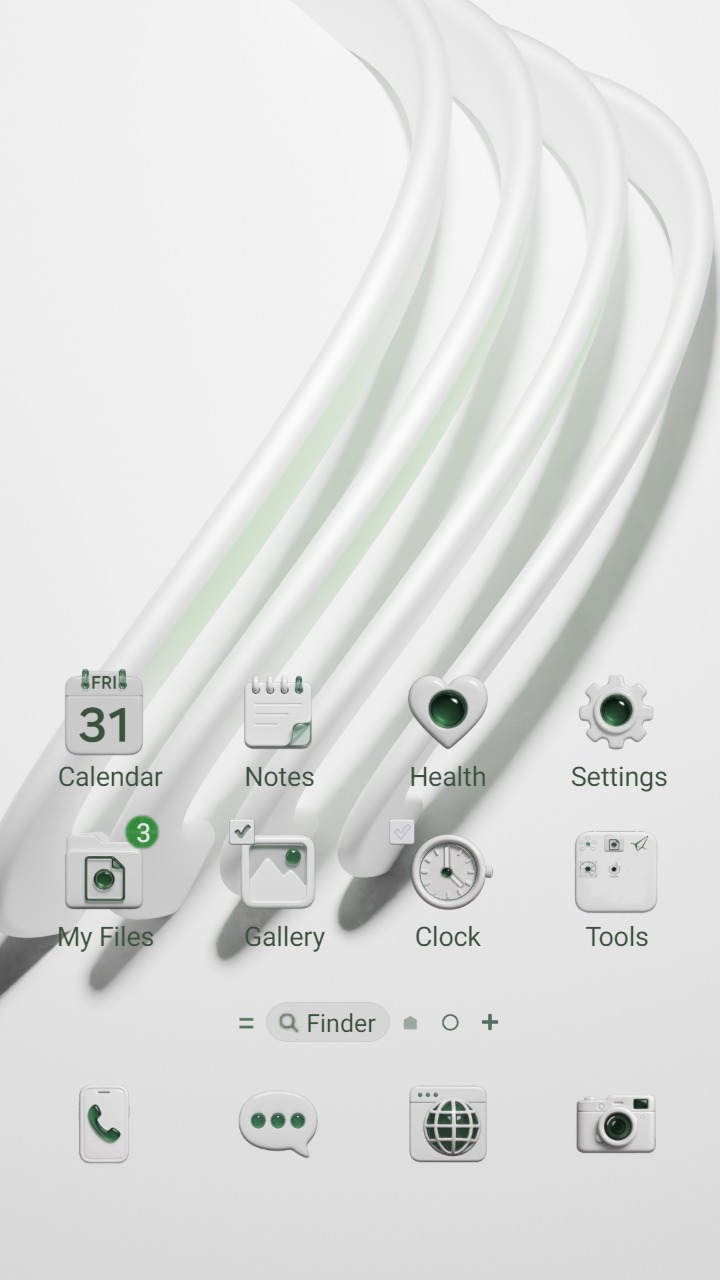 FRI
31
Calendar
Notes
Health
Settings
3
My Files
Gallery
Clock
Tools
Finder